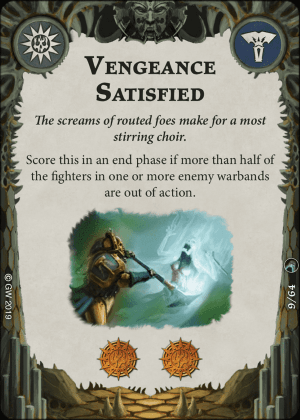 VENGEANCE
SATISFIED
The screams of routed foes make for a most
stirring choir.
Score this in an end phase if more than half of
the fighters in one or more enemy warbands
are out of action.
© GW 2019
9/64